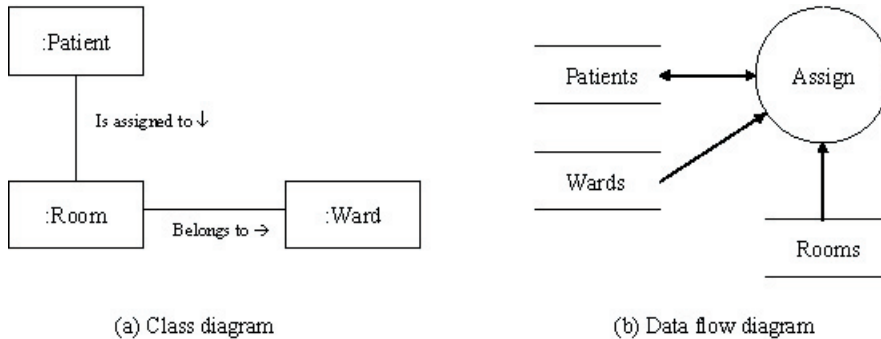 :Patient
Is assigned to ↓
:Room
Belongs to →
:Ward
(a) Class diagram
Patients
Assign
Wards
Rooms
(b) Data flow diagram